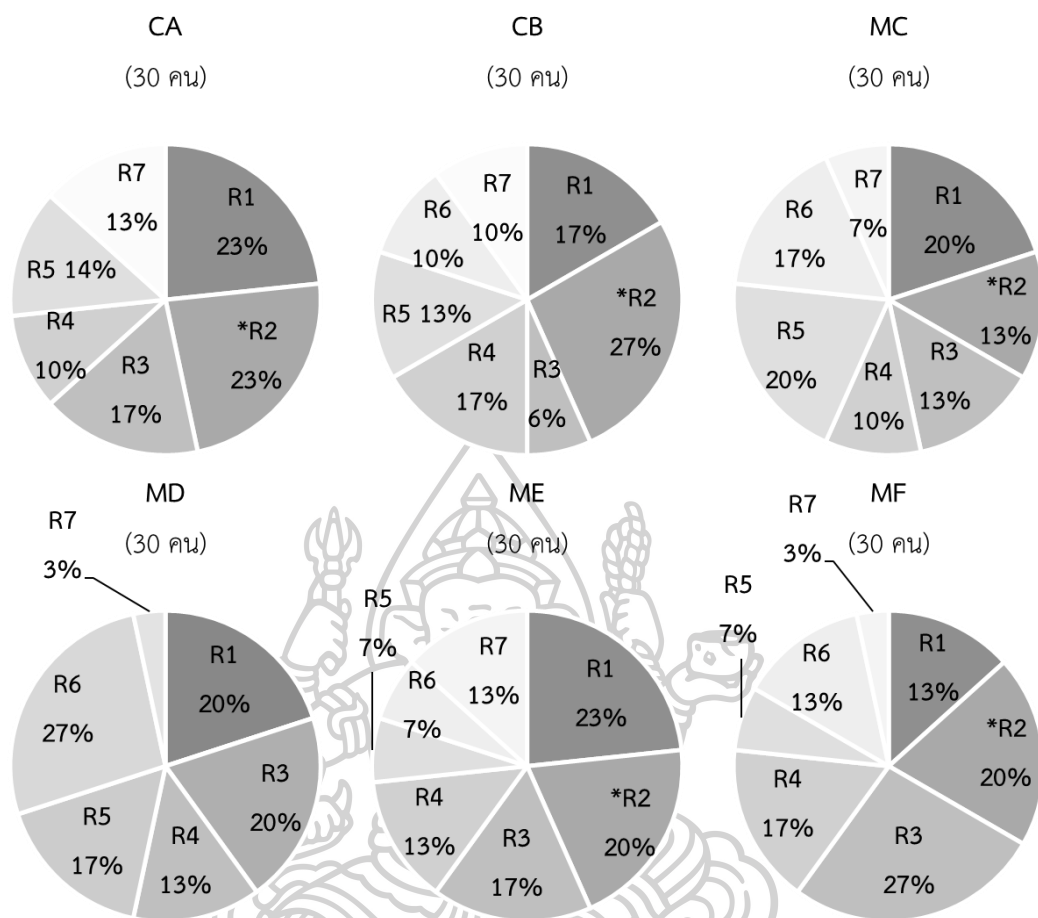 CA
(30 คน)
R1
23%
*R2
23%
R3
17%
R4
10%
R5 14%
R7
13%
CB
(30 คน)
R1
17%
*R2
27%
R3
6%
R4
17%
R5 13%
R6
10%
R7
10%
MC
(30 คน)
R1
20%
*R2
13%
R3
13%
R4
10%
R5
20%
R6
17%
R7
7%
MD
(30 คน)
R1
20%
R3
20%
R4
13%
R5
17%
R6
27%
R7
3%
ME
(30 คน)
R1
23%
*R2
20%
R3
17%
R4
13%
R5
7%
R6
7%
R7
13%
MF
(30 คน)
R1
13%
*R2
20%
R3
27%
R4
17%
R5
7%
R6
13%
R7
3%